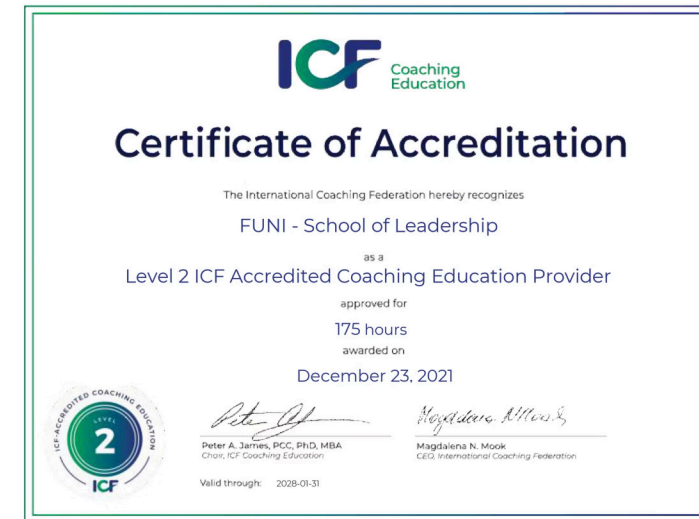 ICF
Coaching
Education
Certificate of Accreditation
The International Coaching Federation hereby recognizes
FUNI - School of Leadership
as a
Level 2 ICF Accredited Coaching Education Provider
approved for
175 hours
awarded on
December 23, 2021
Peter A. James, PCC, PhD, MBA
Chair, ICF Coaching Education
Magdalena N. Mook
CEO, International Coaching Federation
Valid through: 2028-01-31
ICF-ACCREDITED COACHING EDUCATION
LEVEL
2
ICF